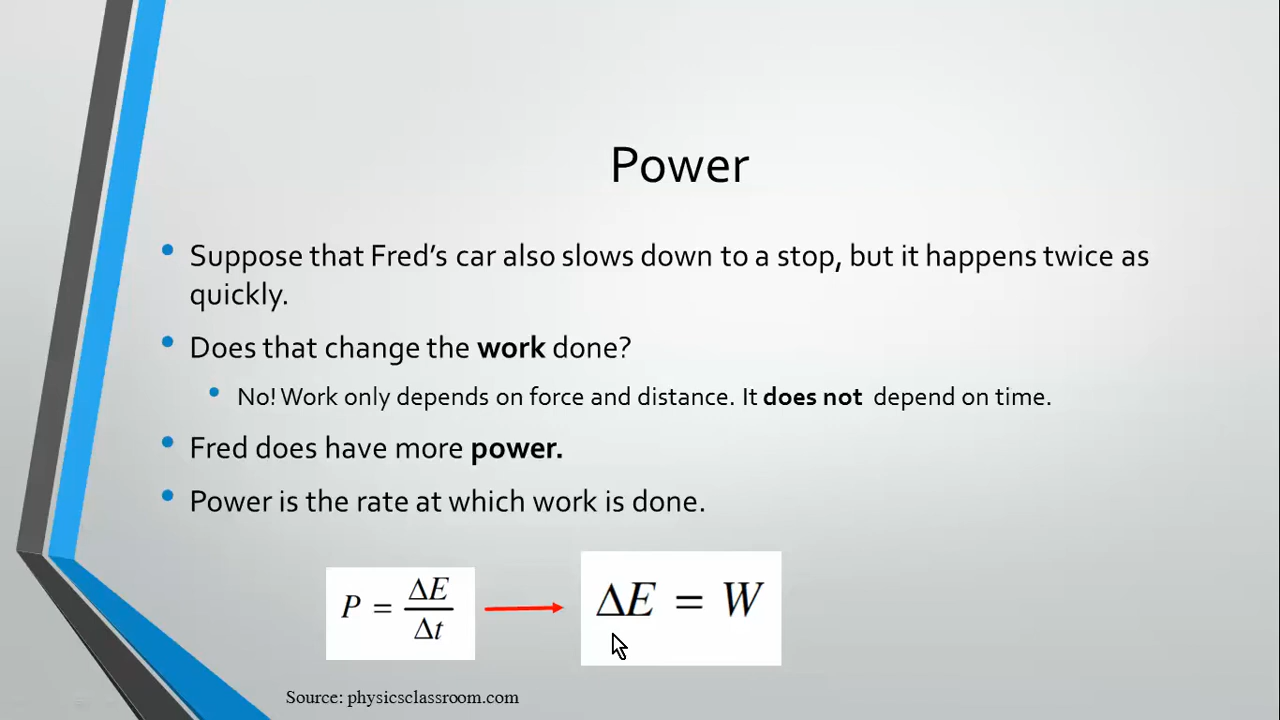 Power
• Suppose that Fred’s car also slows down to a stop, but it happens twice as
quickly.
• Does that change the work done?
• No! Work only depends on force and distance. It does not depend on time.
• Fred does have more power.
• Power is the rate at which work is done.
P = ΔE/Δt
ΔE = W
Source: physicsclassroom.com